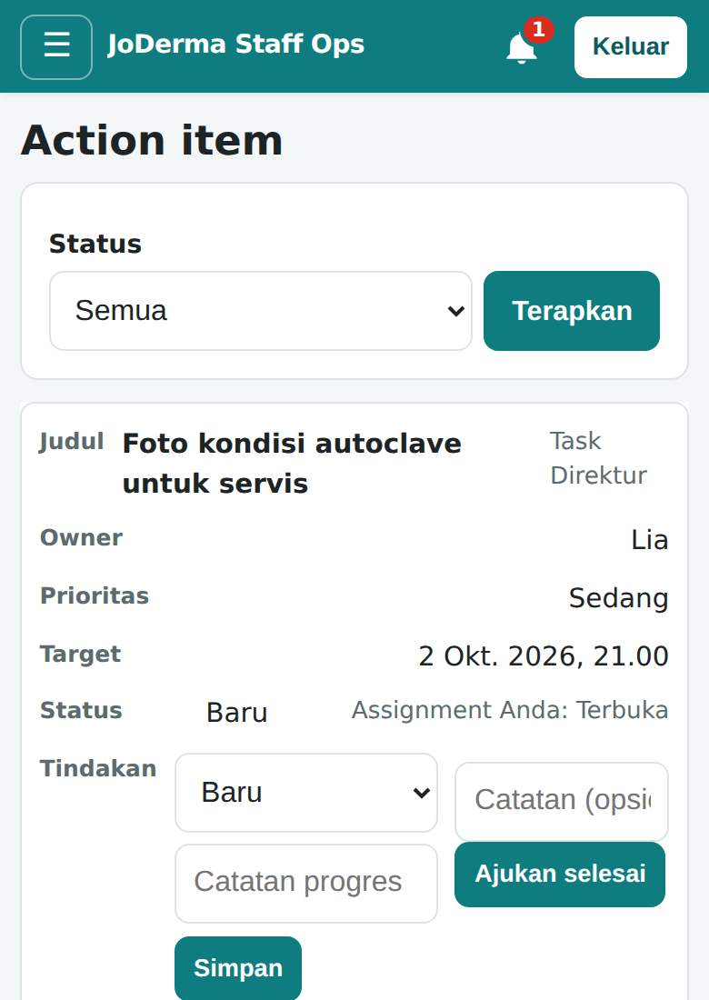 ☰
JoDerma Staff Ops
1
Keluar
Action item
Status
Semua
Terapkan
Judul
Foto kondisi autoclave
untuk servis
Task
Direktur
Owner
Lia
Prioritas
Sedang
Target
2 Okt. 2026, 21.00
Status
Baru
Assignment Anda: Terbuka
Tindakan
Baru
Catatan progres
Simpan
Catatan (opsi
Ajukan selesai